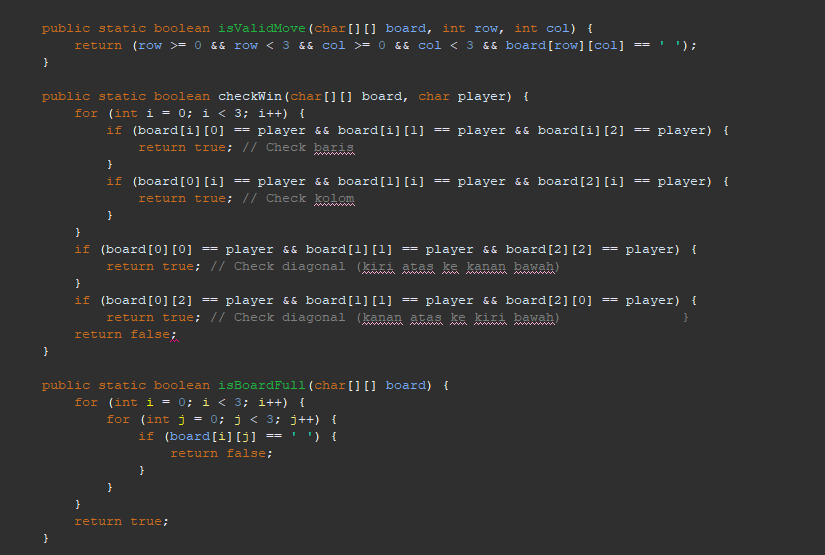 public static boolean isValidMove(char[][] board, int row, int col) {
    return (row >= 0 && row < 3 && col >= 0 && col < 3 && board[row][col] == ' ');
}

public static boolean checkWin(char[][] board, char player) {
    for (int i = 0; i < 3; i++) {
        if (board[i][0] == player && board[i][1] == player && board[i][2] == player) {
            return true; // Check baris
        }
        if (board[0][i] == player && board[1][i] == player && board[2][i] == player) {
            return true; // Check kolom
        }
    }
    if (board[0][0] == player && board[1][1] == player && board[2][2] == player) {
        return true; // Check diagonal (kiri atas ke kanan bawah)
    }
    if (board[0][2] == player && board[1][1] == player && board[2][0] == player) {
        return true; // Check diagonal (kanan atas ke kiri bawah)                }
    return false;
}

public static boolean isBoardFull(char[][] board) {
    for (int i = 0; i < 3; i++) {
        for (int j = 0; j < 3; j++) {
            if (board[i][j] == ' ') {
                return false;
            }
        }
    }
    return true;
}